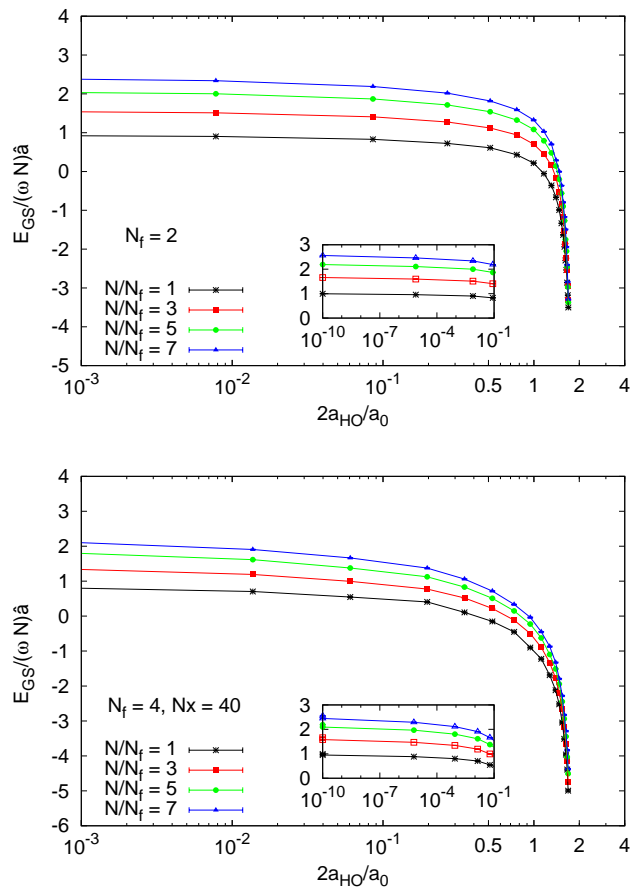 4
3
2
1
0
-1
-2
-3
-4
-5
E_GS/(ω N)â
N_f = 2
N/N_f = 1
N/N_f = 3
N/N_f = 5
N/N_f = 7
3
2
1
0
10^-10 10^-7 10^-4 10^-1
10^-3 10^-2 10^-1 0.5 1 2 4
2a_HO/a_0
4
3
2
1
0
-1
-2
-3
-4
-5
-6
E_GS/(ω N)â
N_f = 4, Nx = 40
N/N_f = 1
N/N_f = 3
N/N_f = 5
N/N_f = 7
3
2
1
0
10^-10 10^-7 10^-4 10^-1
10^-3 10^-2 10^-1 0.5 1 2 4
2a_HO/a_0